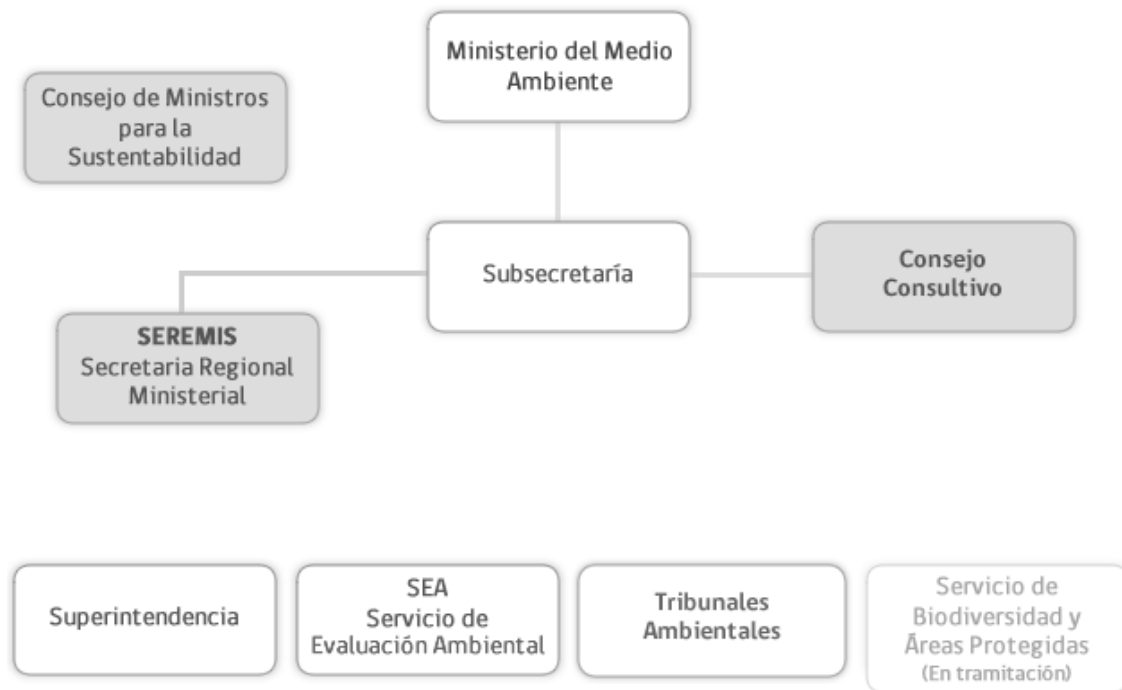 Ministerio del Medio
Ambiente
Consejo de Ministros
para la
Sustentabilidad
Subsecretaría
Consejo
Consultivo
SEREMIS
Secretaria Regional
Ministerial
Superintendencia
SEA
Servicio de
Evaluación Ambiental
Tribunales
Ambientales
Servicio de
Biodiversidad y
Áreas Protegidas
(En tramitación)